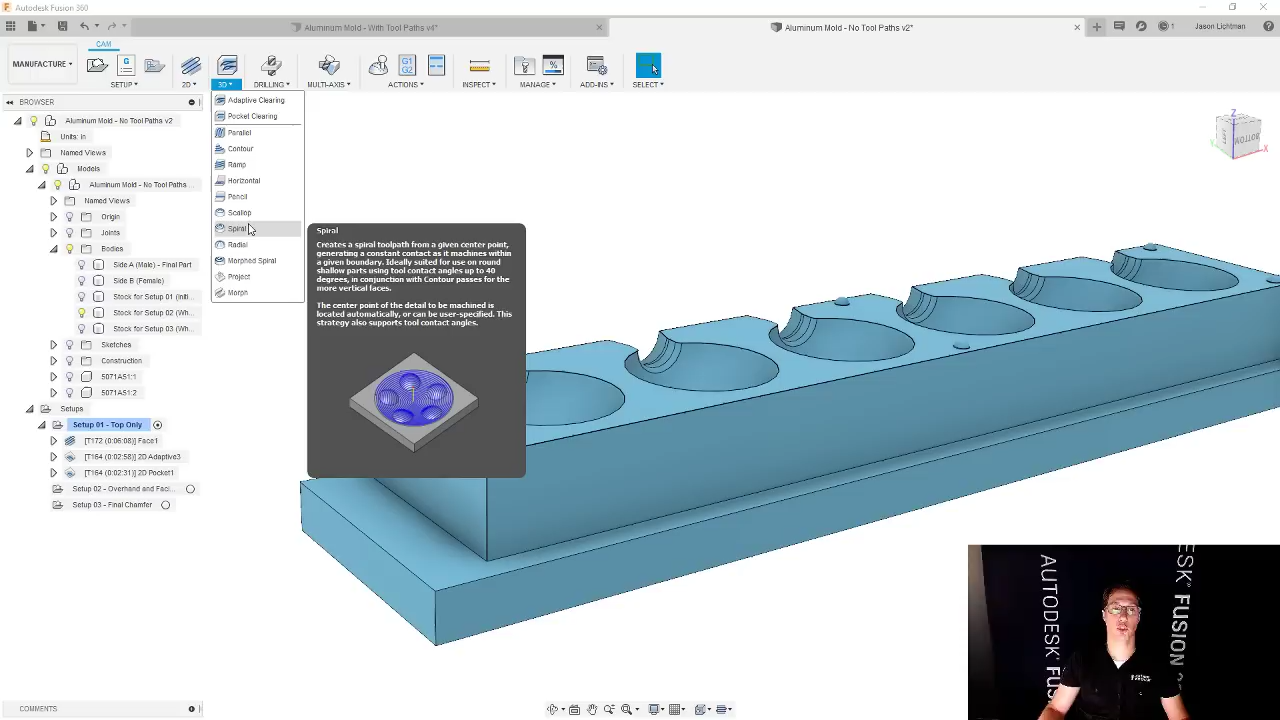 Autodesk Fusion 360
Aluminum Mold - With Tool Paths v4*
Aluminum Mold - No Tool Paths v2*
1
Jason Lichtman
CAM
MANUFACTURE
SETUP
2D
3D
DRILLING
MULTI-AXIS
G1
G2
ACTIONS
INSPECT
MANAGE
ADD-INS
SELECT
BROWSER
Aluminum Mold - No Tool Paths v2
Units: in
Named Views
Models
Aluminum Mold - No Tool Paths...
Named Views
Origin
Joints
Bodies
Side A (Male) - Final Part
Side B (Female)
Stock for Setup 01 (Initi...
Stock for Setup 02 (Wh...
Stock for Setup 03 (Wh...
Sketches
Construction
5071A51:1
5071A51:2
Setups
Setup 01 - Top Only
[T172 (0:06:08)] Face1
[T164 (0:02:58)] 2D Adaptive3
[T164 (0:02:31)] 2D Pocket1
Setup 02 - Overhand and Faci...
Setup 03 - Final Chamfer
Adaptive Clearing
Pocket Clearing
Parallel
Contour
Ramp
Horizontal
Pencil
Scallop
Spiral
Radial
Morphed Spiral
Project
Morph
Spiral
Creates a spiral toolpath from a given center point,
generating a constant contact as it machines within
a given boundary. Ideally suited for use on round
shallow parts using tool contact angles up to 40
degrees, in conjunction with Contour passes for the
more vertical faces.
The center point of the detail to be machined is
located automatically, or can be user-specified. This
strategy also supports tool contact angles.
Z
X
BOTTOM
AUTODESK FUS
DESK FUSION
COMMENTS